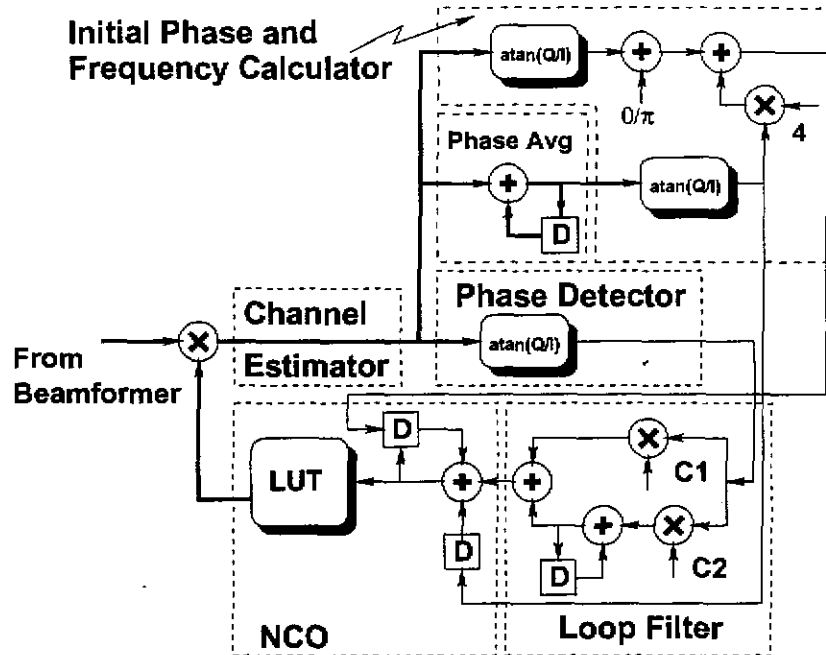 Initial Phase and
Frequency Calculator
atan(Q/I)
+
+
0/π
×
4
Phase Avg
+
D
atan(Q/I)
Channel
Estimator
Phase Detector
atan(Q/I)
×
From
Beamformer
D
LUT
+
D
+
×
C1
+
×
D
C2
NCO
Loop Filter